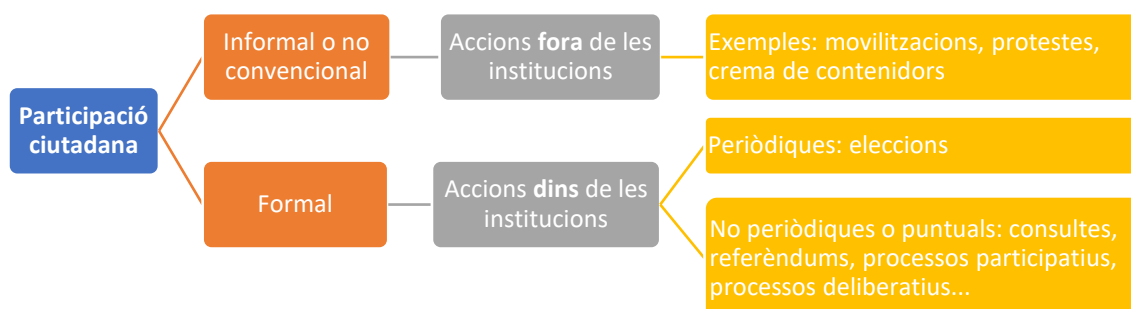 Participació
ciutadana
Informal o no
convencional
Accions fora de les
institucions
Exemples: movilitzacions, protestes,
crema de contenidors
Formal
Accions dins de les
institucions
Periòdiques: eleccions
No periòdiques o puntuals: consultes,
referèndums, processos participatius,
processos deliberatius...